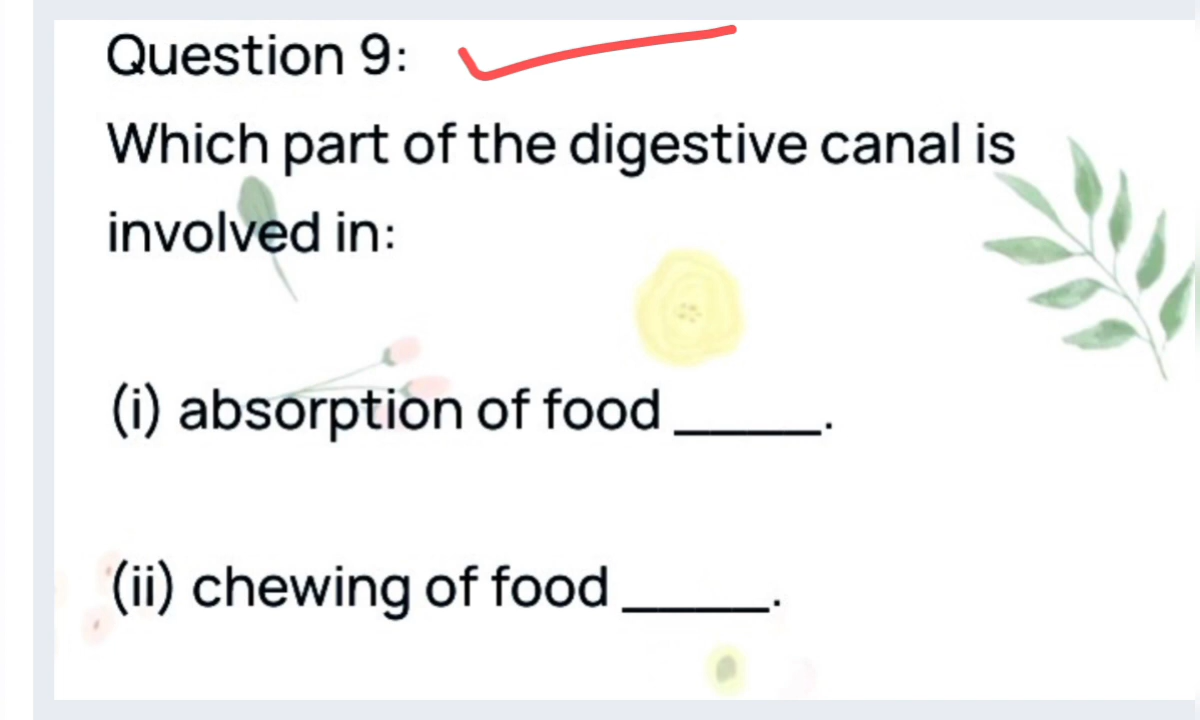 Question 9:
Which part of the digestive canal is
involved in:
(i) absorption of food _____.
(ii) chewing of food _____.